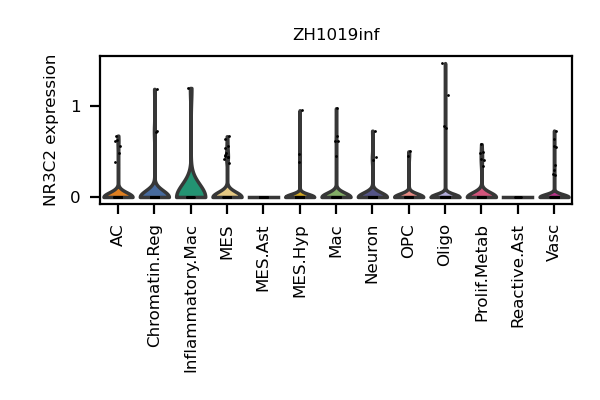 ZH1019inf
NR3C2 expression
1
0
AC
Chromatin.Reg
Inflammatory.Mac
MES
MES.Ast
MES.Hyp
Mac
Neuron
OPC
Oligo
Prolif.Metab
Reactive.Ast
Vasc